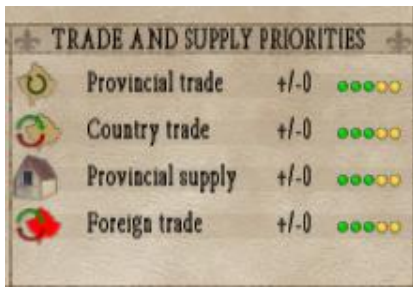 TRADE AND SUPPLY PRIORITIES
Provincial trade +/-0
Country trade +/-0
Provincial supply +/-0
Foreign trade +/-0